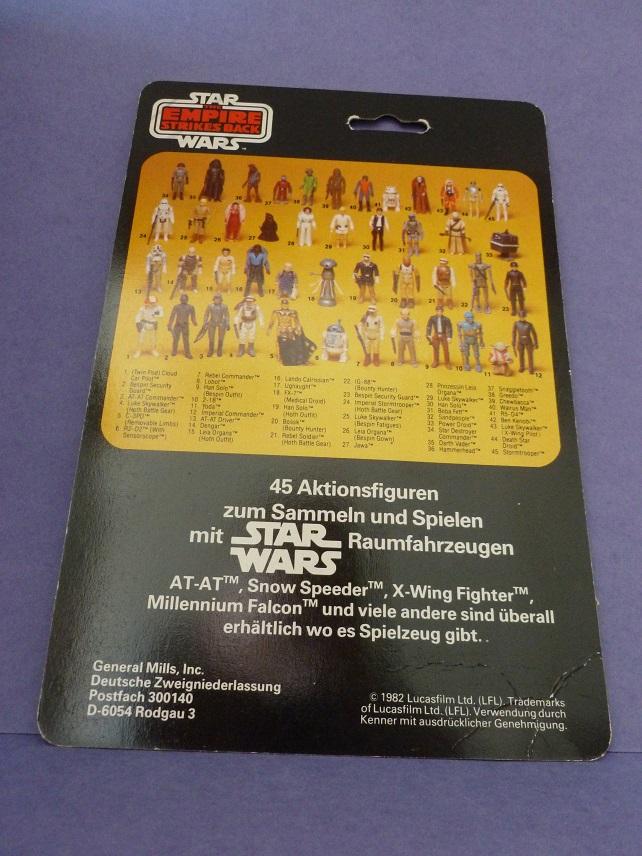 STAR
THE
EMPIRE
STRIKES BACK
WARS™
1. (Twin Pod) Cloud Car Pilot™
2. Bespin Security Guard™
3. AT-AT Commander™
4. Luke Skywalker™ (Hoth Battle Gear)
5. C-3PO™ (Removable Limbs)
6. R2-D2™ (With Sensorscope™)
7. Rebel Commander™
8. Lobot™
9. Han Solo™ (Bespin Outfit)
10. 2-1B™
11. Yoda™
12. Imperial Commander™
13. AT-AT Driver™
14. Dengar™
15. Leia Organa™ (Hoth Outfit)
16. Lando Calrissian™
17. Ugnaught™
18. FX-7™ (Medical Droid)
19. Han Solo™ (Hoth Outfit)
20. Bossk™ (Bounty Hunter)
21. Rebel Soldier™ (Hoth Battle Gear)
22. IG-88™ (Bounty Hunter)
23. Bespin Security Guard™
24. Imperial Stormtrooper™ (Hoth Battle Gear)
25. Luke Skywalker™ (Bespin Fatigues)
26. Leia Organa™ (Bespin Gown)
27. Jawa™
28. Prinzessin Leia Organa™
29. Luke Skywalker™
30. Han Solo™
31. Boba Fett™
32. Sandpeople™
33. Power Droid™
34. Star Destroyer Commander™
35. Darth Vader™
36. Hammerhead™
37. Snaggletooth™
38. Greedo™
39. Chewbacca™
40. Walrus Man™
41. R5-D4™
42. Ben Kenobi™
43. Luke Skywalker™ (X-Wing Pilot)
44. Death Star Droid™
45. Stormtrooper™
45 Aktionsfiguren
zum Sammeln und Spielen
mit STAR WARS Raumfahrzeugen
AT-AT™, Snow Speeder™, X-Wing Fighter™,
Millennium Falcon™ und viele andere sind überall
erhältlich wo es Spielzeug gibt.
General Mills, Inc.
Deutsche Zweigniederlassung
Postfach 300140
D-6054 Rodgau 3
© 1982 Lucasfilm Ltd. (LFL). Trademarks
of Lucasfilm Ltd. (LFL). Verwendung durch
Kenner mit ausdrücklicher Genehmigung.